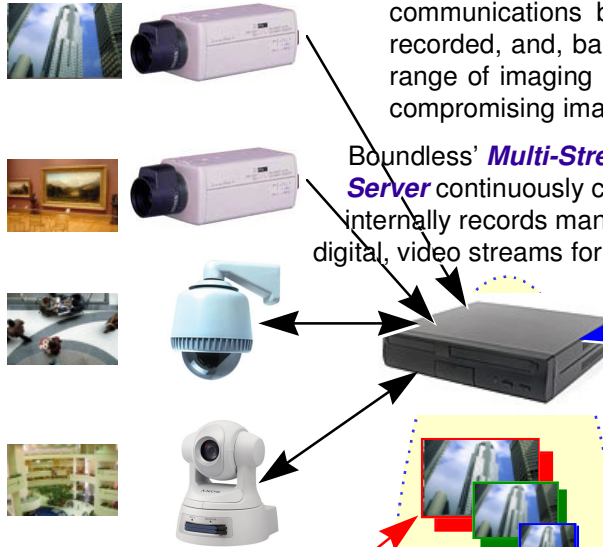 communications b
recorded, and, ba
range of imaging
compromising ima
Boundless' Multi-Stre
Server continuously c
internally records man
digital, video streams for
SONY